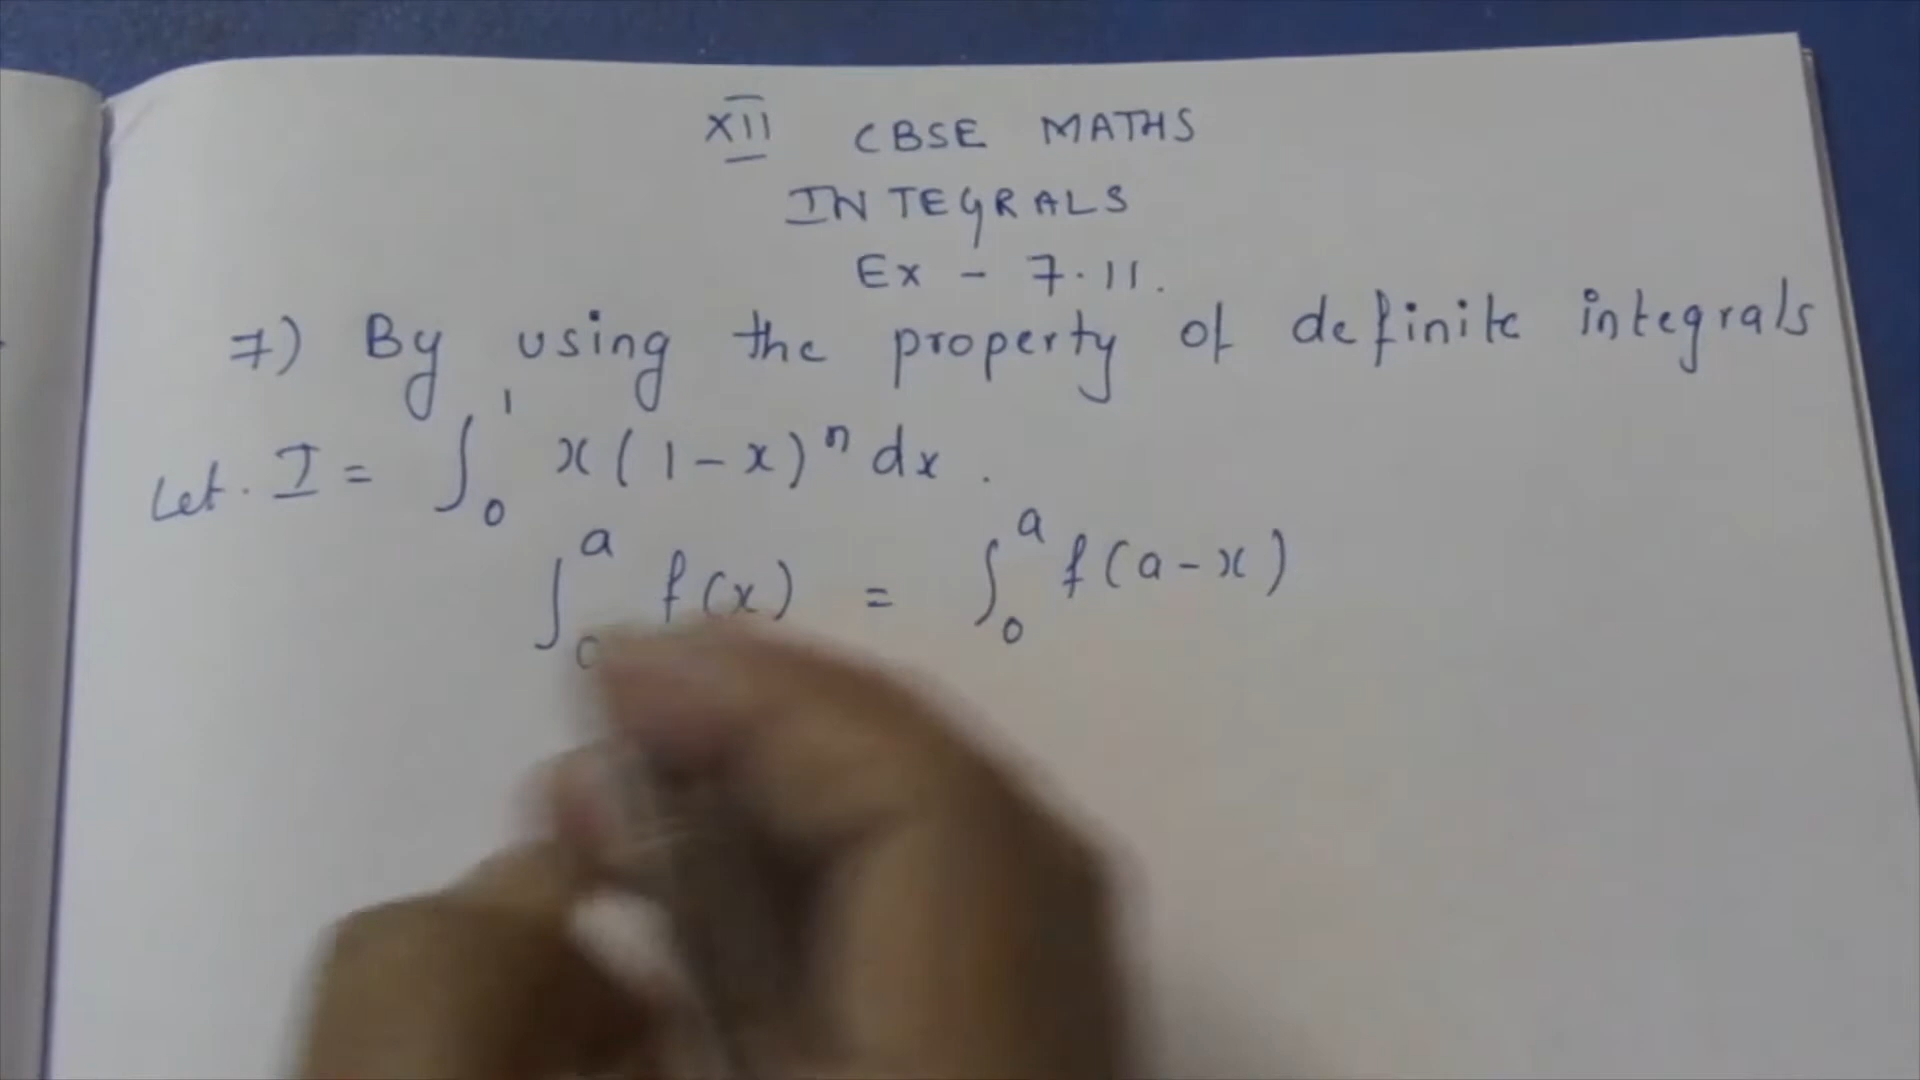 XII CBSE MATHS
INTEGRALS
Ex - 7.11.
7) By using the property of definite integrals
Let. I = ∫₀¹ x(1-x)ⁿ dx.
∫₀ᵃ f(x) = ∫₀ᵃ f(a-x)